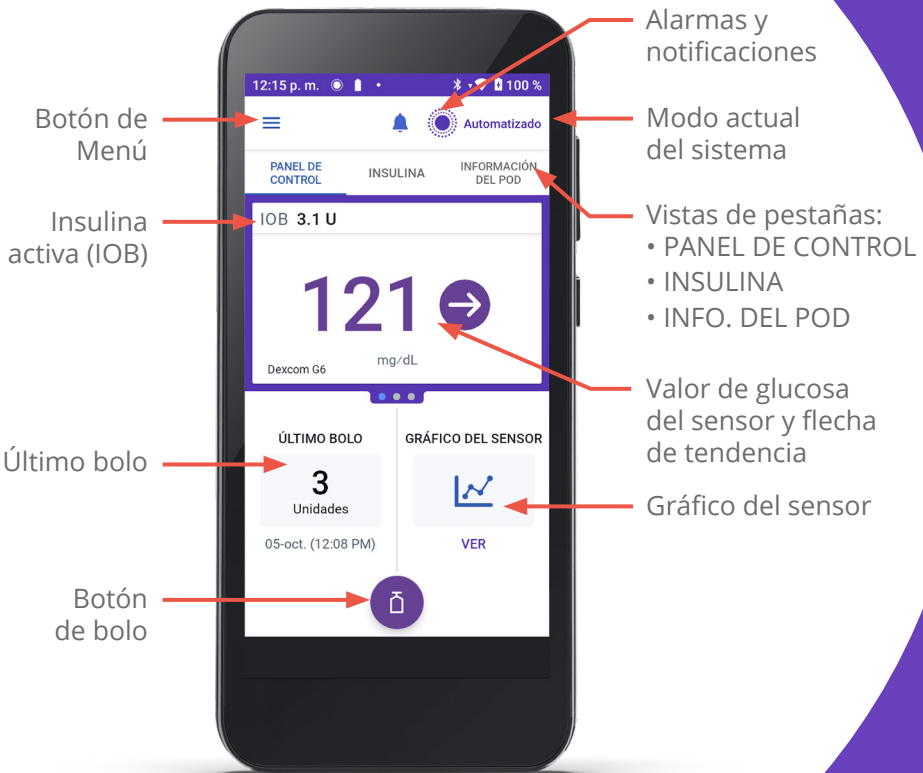 Alarmas y
notificaciones
Botón de
Menú
Modo actual
del sistema
Insulina
activa (IOB)
Vistas de pestañas:
• PANEL DE CONTROL
• INSULINA
• INFO. DEL POD
Valor de glucosa
del sensor y flecha
de tendencia
Último bolo
Gráfico del sensor
Botón
de bolo
12:15 p. m.
100 %
Automatizado
PANEL DE
CONTROL
INSULINA
INFORMACIÓN
DEL POD
IOB 3.1 U
121
mg/dL
Dexcom G6
ÚLTIMO BOLO
3
Unidades
05-oct. (12:08 PM)
GRÁFICO DEL SENSOR
VER